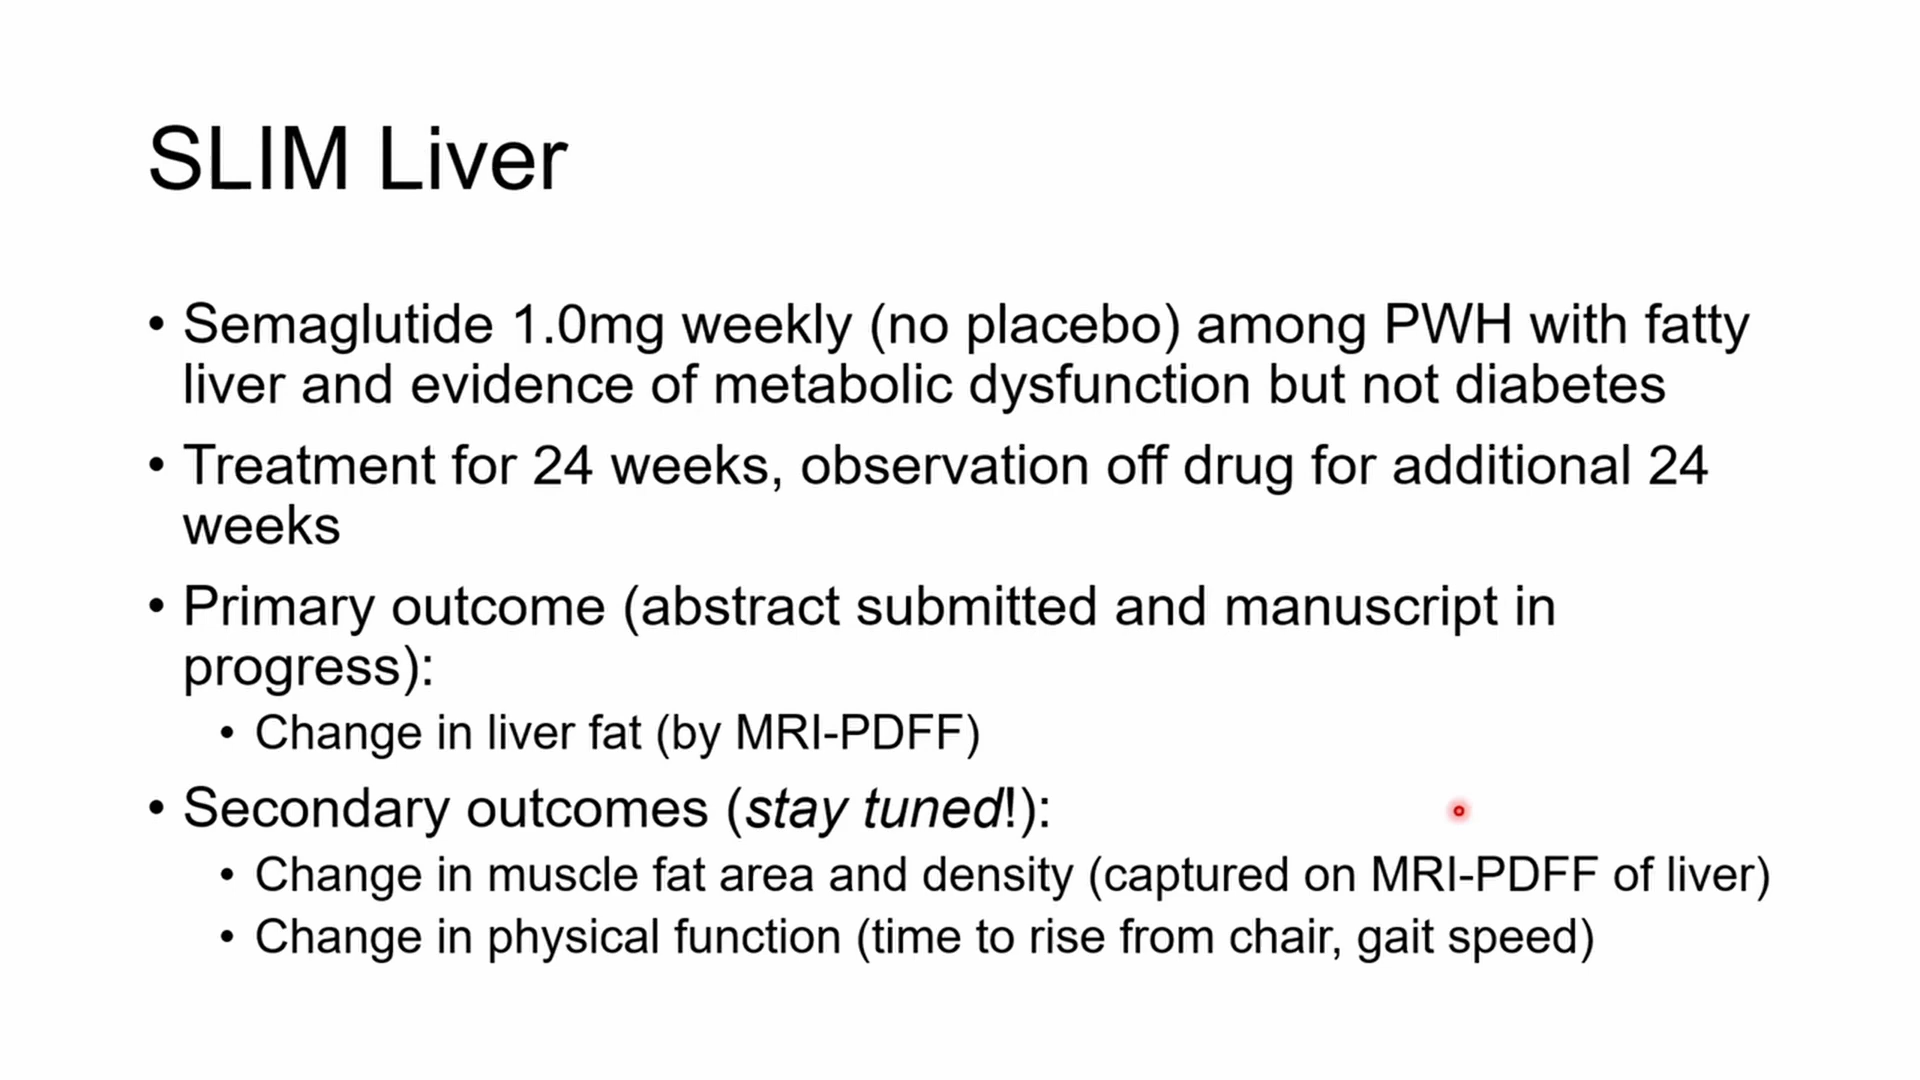 SLIM Liver
• Semaglutide 1.0mg weekly (no placebo) among PWH with fatty
liver and evidence of metabolic dysfunction but not diabetes
• Treatment for 24 weeks, observation off drug for additional 24
weeks
• Primary outcome (abstract submitted and manuscript in
progress):
• Change in liver fat (by MRI-PDFF)
• Secondary outcomes (stay tuned!):
• Change in muscle fat area and density (captured on MRI-PDFF of liver)
• Change in physical function (time to rise from chair, gait speed)